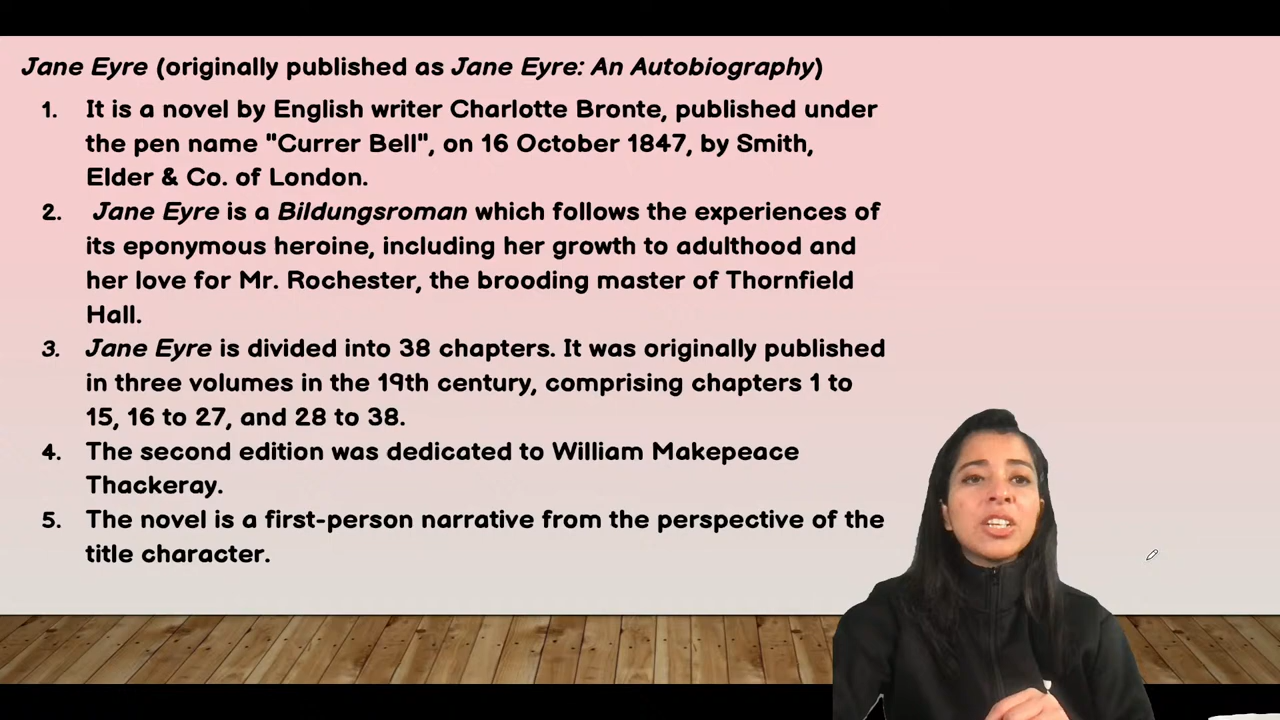 Jane Eyre (originally published as Jane Eyre: An Autobiography)
1. It is a novel by English writer Charlotte Bronte, published under
the pen name "Currer Bell", on 16 October 1847, by Smith,
Elder & Co. of London.
2. Jane Eyre is a Bildungsroman which follows the experiences of
its eponymous heroine, including her growth to adulthood and
her love for Mr. Rochester, the brooding master of Thornfield
Hall.
3. Jane Eyre is divided into 38 chapters. It was originally published
in three volumes in the 19th century, comprising chapters 1 to
15, 16 to 27, and 28 to 38.
4. The second edition was dedicated to William Makepeace
Thackeray.
5. The novel is a first-person narrative from the perspective of the
title character.